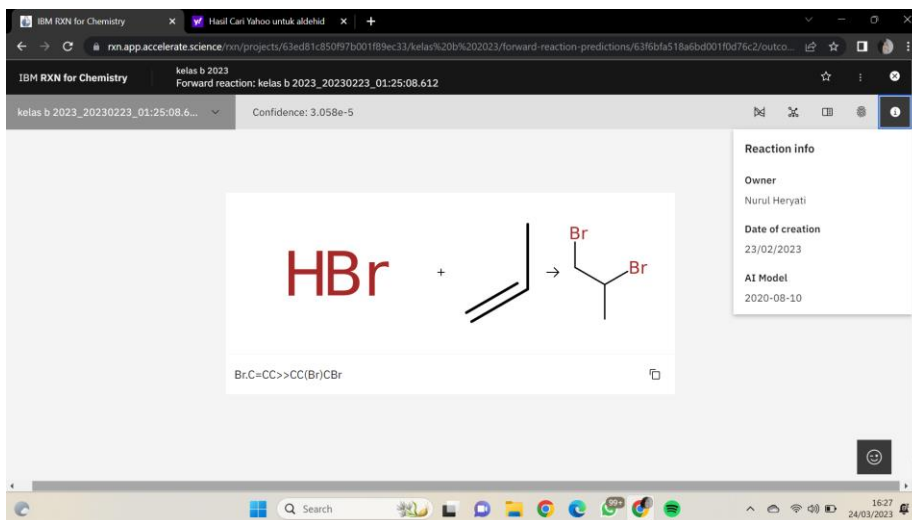 IBM RXN for Chemistry
Hasil Cari Yahoo untuk aldehid
rxn.app.accelerate.science/rxn/projects/63ed81c850f97b001f89ec33/kelas%20b%202023/forward-reaction-predictions/63f6bfa518a6bd001f0d76c2/outco...
IBM RXN for Chemistry
kelas b 2023
Forward reaction: kelas b 2023_20230223_01:25:08.612
kelas b 2023_20230223_01:25:08.6...
Confidence: 3.058e-5
Reaction info
Owner
Nurul Heryati
Date of creation
23/02/2023
AI Model
2020-08-10
HBr
+
Br
Br
Br.C=CC>>CC(Br)CBr
Search
99+
16:27
24/03/2023